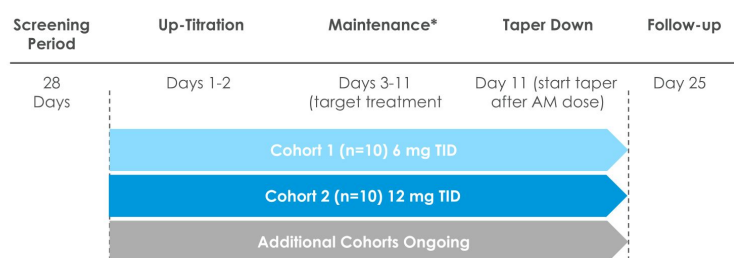 Screening Period
Up-Titration
Maintenance*
Taper Down
Follow-up
28 Days
Days 1-2
Days 3-11
(target treatment
Day 11 (start taper
after AM dose)
Day 25
Cohort 1 (n=10) 6 mg TID
Cohort 2 (n=10) 12 mg TID
Additional Cohorts Ongoing